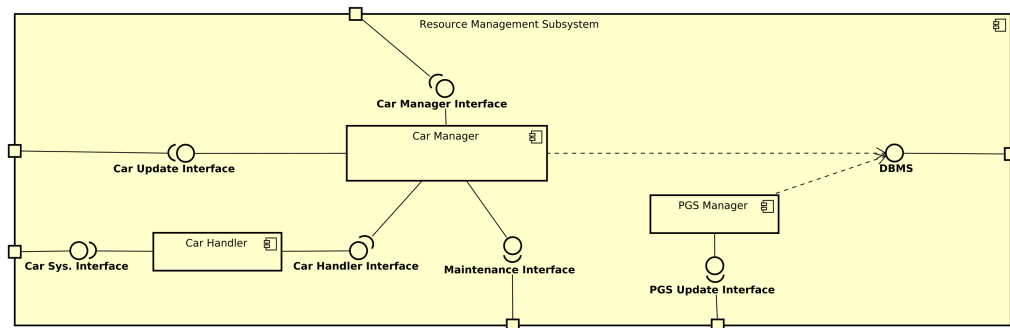 Resource Management Subsystem
Car Manager Interface
Car Manager
Car Update Interface
DBMS
PGS Manager
Car Handler
Car Sys. Interface
Car Handler Interface
Maintenance Interface
PGS Update Interface